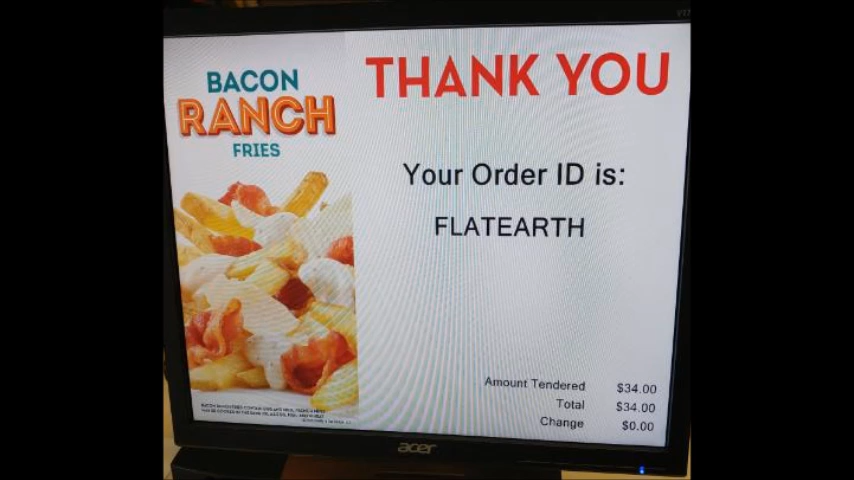 BACON
RANCH
FRIES
THANK YOU
Your Order ID is:
FLATEARTH
Amount Tendered $34.00
Total $34.00
Change $0.00
acer